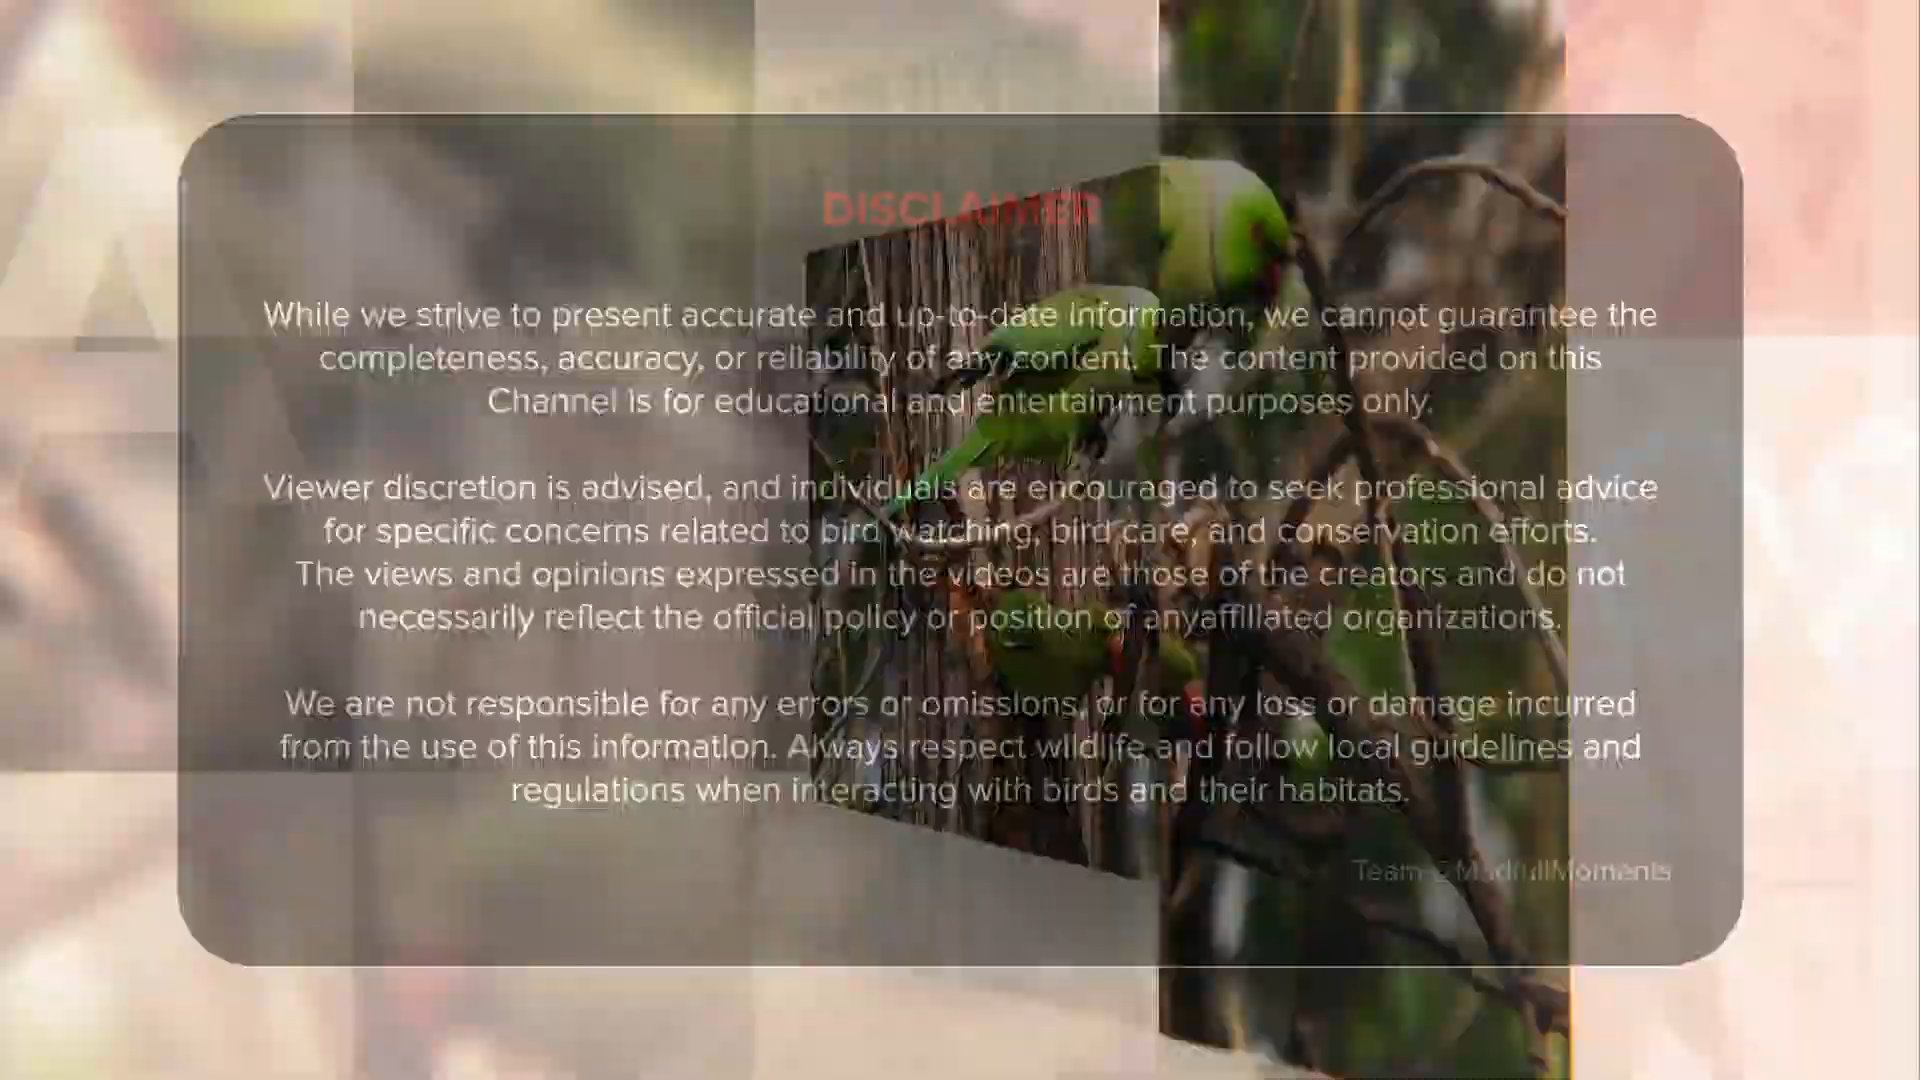 DISCLAIMER
While we strive to present accurate and up-to-date information, we cannot guarantee the
completeness, accuracy, or reliability of any content. The content provided on this
Channel is for educational and entertainment purposes only.
Viewer discretion is advised, and individuals are encouraged to seek professional advice
for specific concerns related to bird watching, bird care, and conservation efforts.
The views and opinions expressed in the videos are those of the creators and do not
necessarily reflect the official policy or position of anyaffiliated organizations.
We are not responsible for any errors or omissions, or for any loss or damage incurred
from the use of this information. Always respect wildlife and follow local guidelines and
regulations when interacting with birds and their habitats.
Team